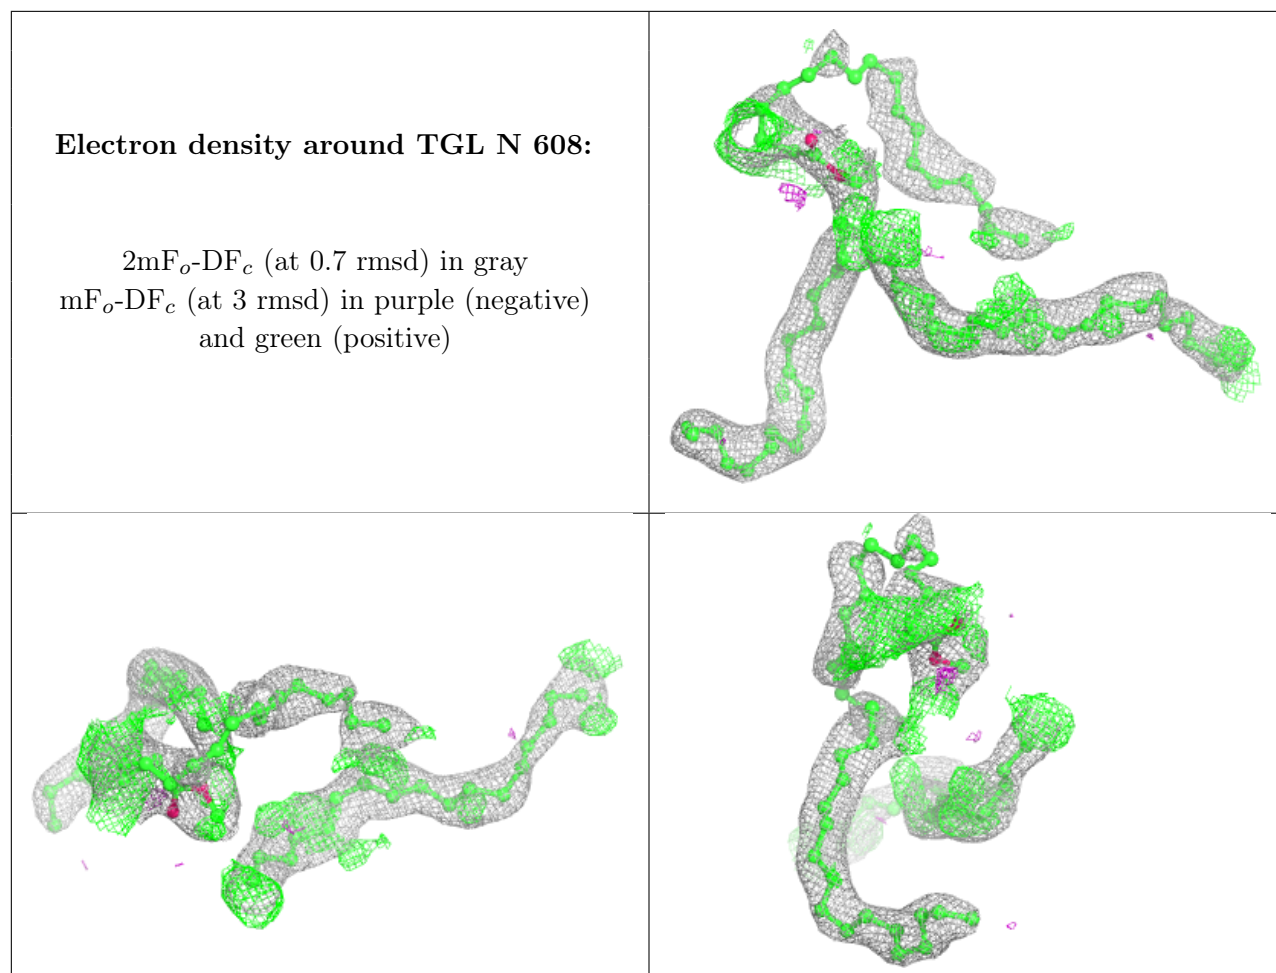 Electron density around TGL N 608:
2mFo-DFc (at 0.7 rmsd) in gray
mFo-DFc (at 3 rmsd) in purple (negative)
and green (positive)